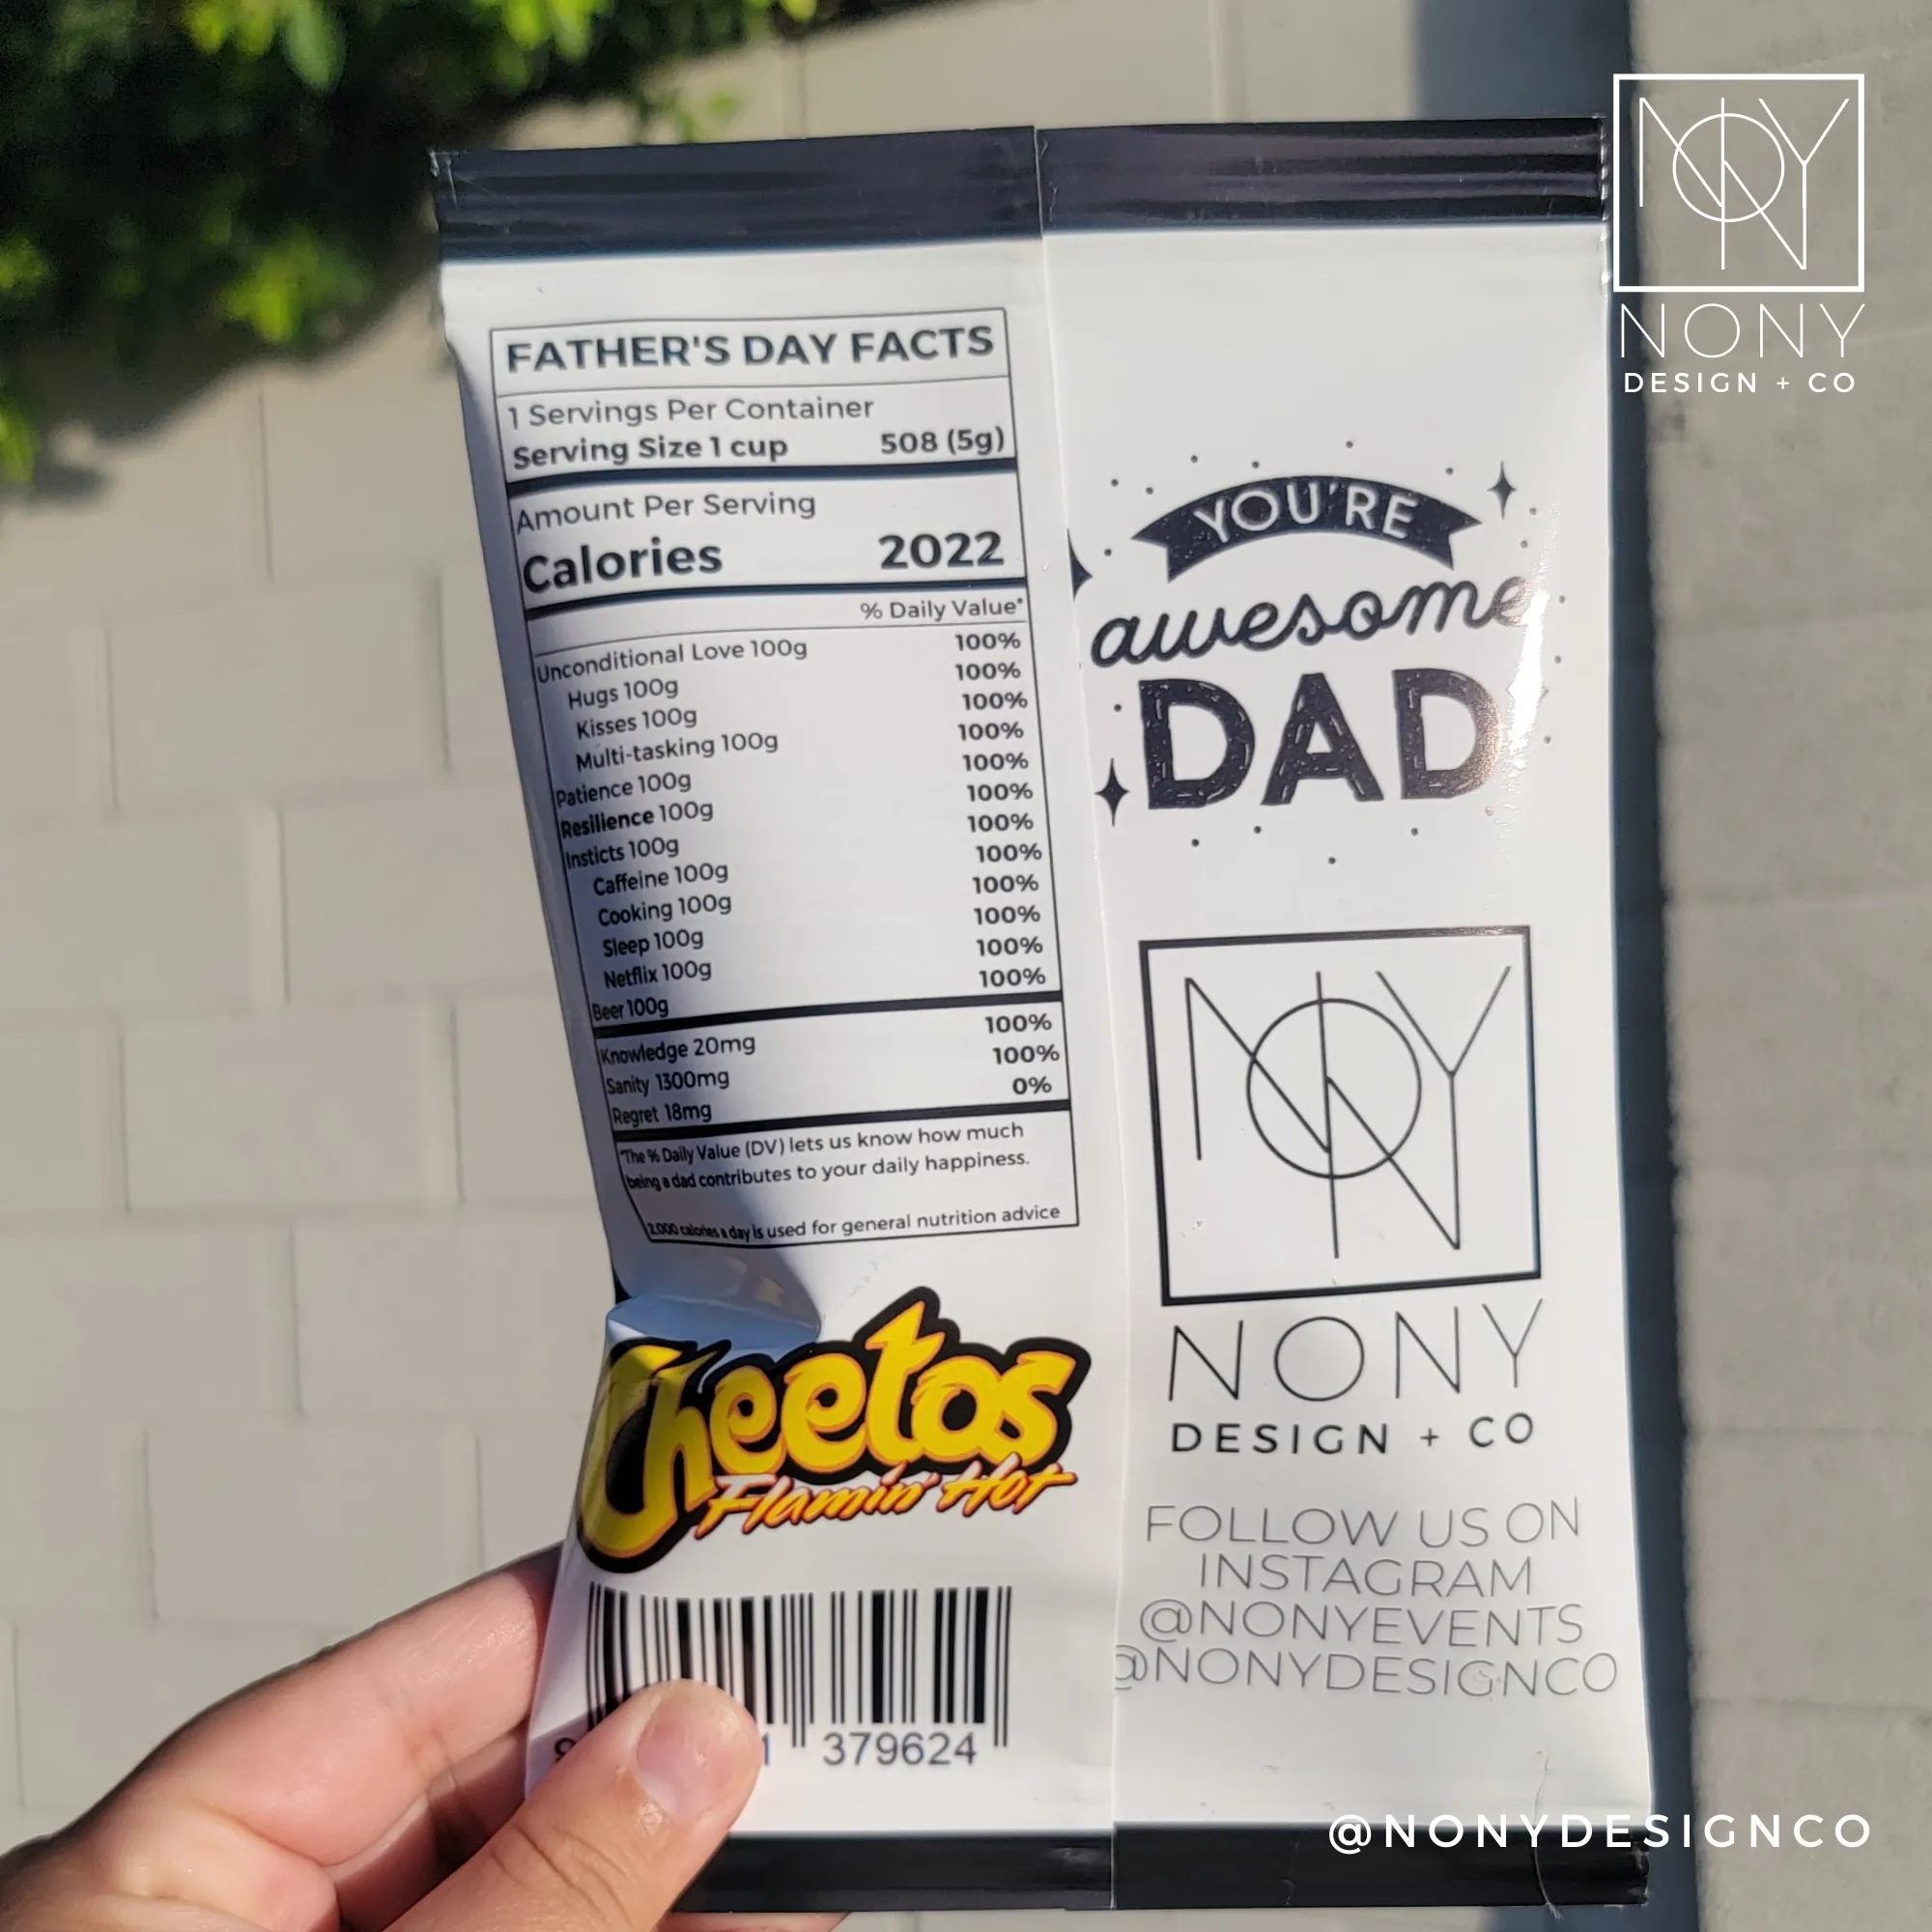 FATHER'S DAY FACTS
1 Servings Per Container
Serving Size 1 cup 508 (5g)
Amount Per Serving
Calories 2022
% Daily Value*
Unconditional Love 100g 100%
Hugs 100g 100%
Kisses 100g 100%
Multi-tasking 100g 100%
Patience 100g 100%
Resilience 100g 100%
Insticts 100g 100%
Caffeine 100g 100%
Cooking 100g 100%
Sleep 100g 100%
Netflix 100g 100%
Beer 100g 100%
Knowledge 20mg 100%
Sanity 1300mg 100%
Regret 18mg 0%
*The % Daily Value (DV) lets us know how much
being a dad contributes to your daily happiness.
2,000 calories a day is used for general nutrition advice
Cheetos
Flamin' Hot
379624
YOU'RE
awesome
DAD
NONY
DESIGN + CO
FOLLOW US ON
INSTAGRAM
@NONYEVENTS
@NONYDESIGNCO
NONY
NONY
DESIGN + CO
@NONYDESIGNCO